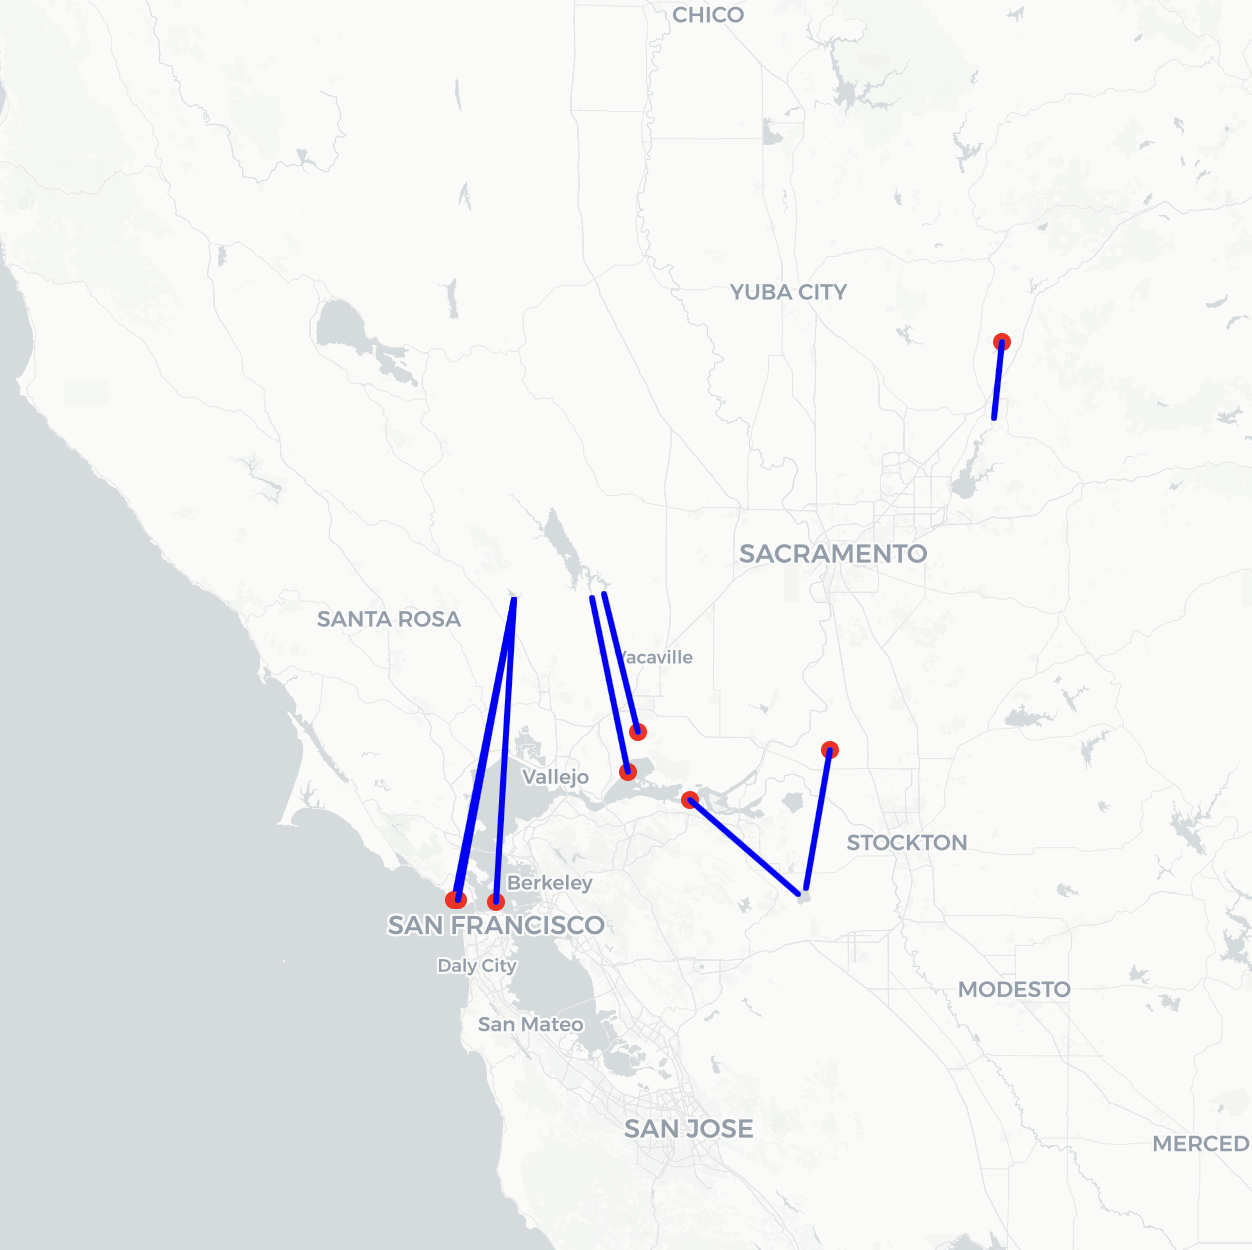 CHICO
YUBA CITY
SACRAMENTO
SANTA ROSA
Vacaville
Vallejo
STOCKTON
Berkeley
SAN FRANCISCO
Daly City
MODESTO
San Mateo
SAN JOSE
MERCED